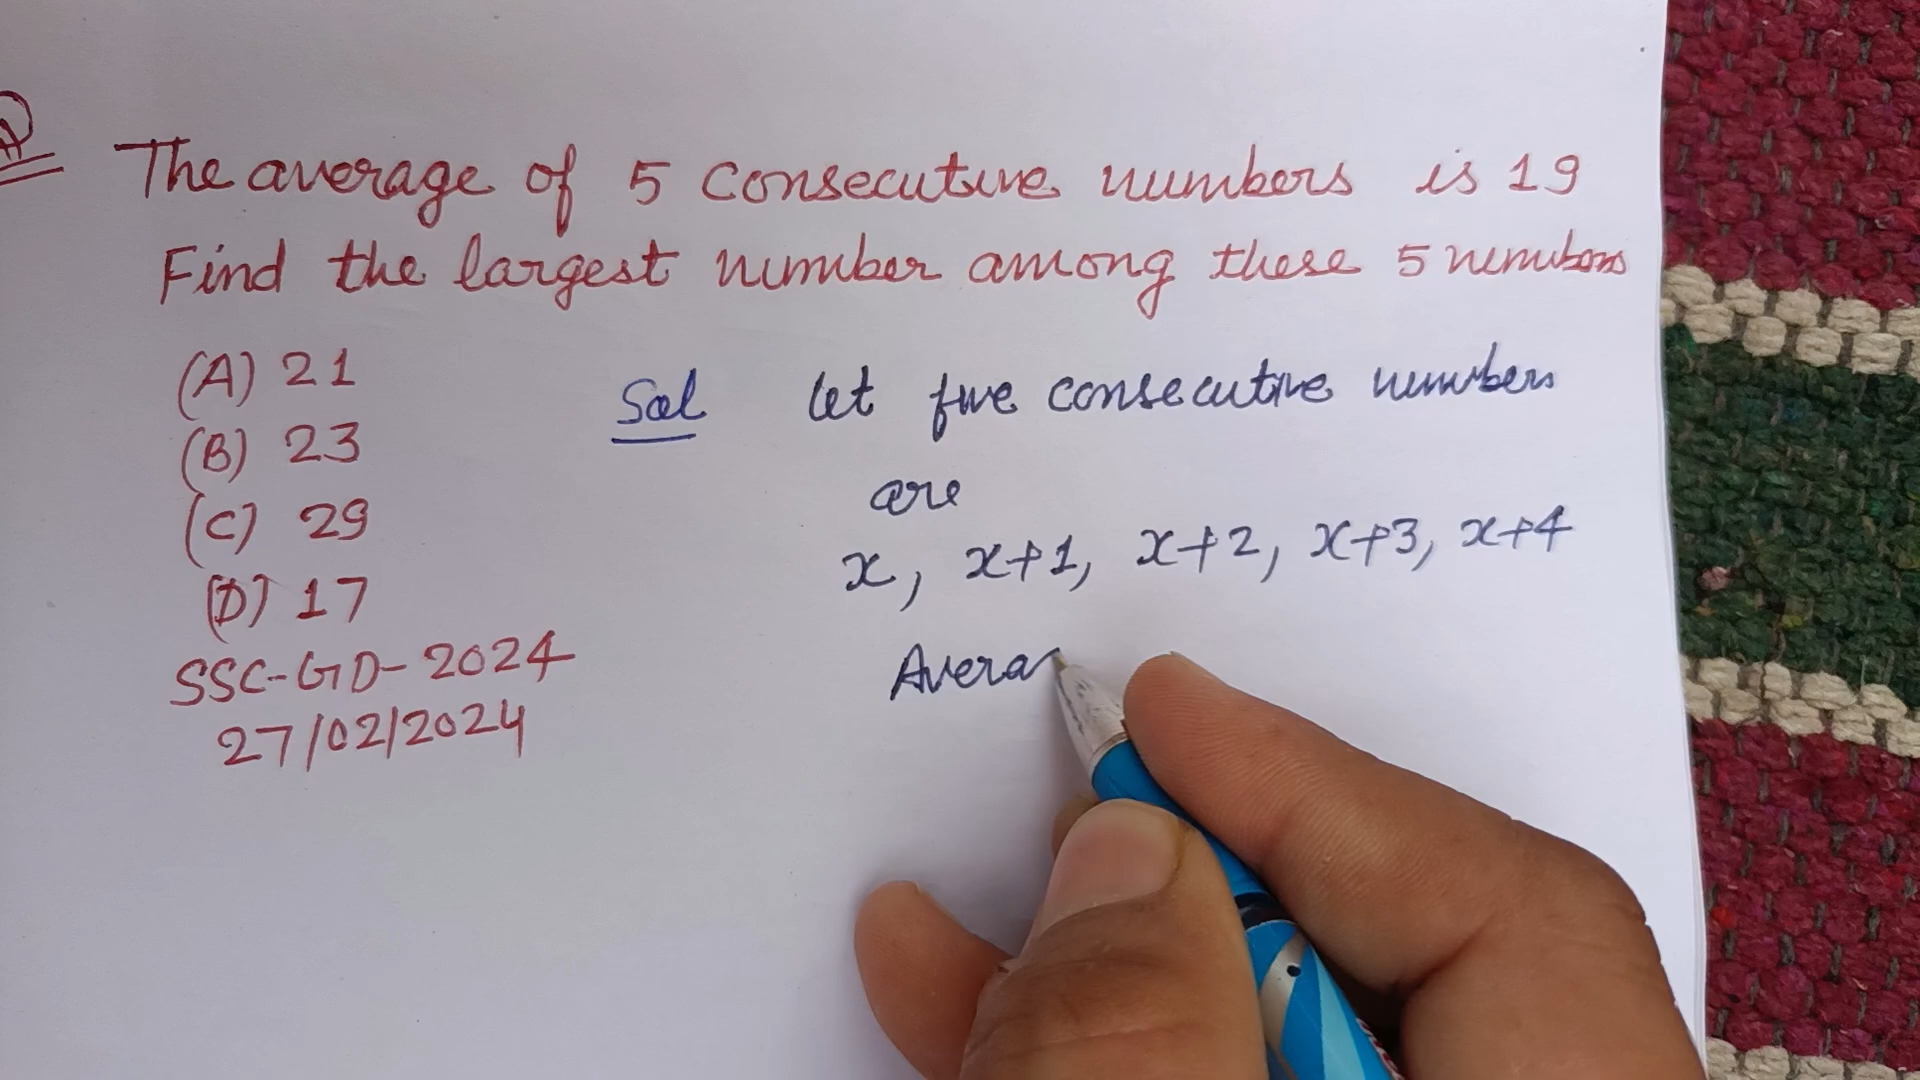 The average of 5 consecutive numbers is 19
Find the largest number among these 5 numbers
(A) 21
(B) 23
(C) 29
(D) 17
SSC-GD-2024
27/02/2024
Sol let five consecutive numbers
are
x, x+1, x+2, x+3, x+4
Avera